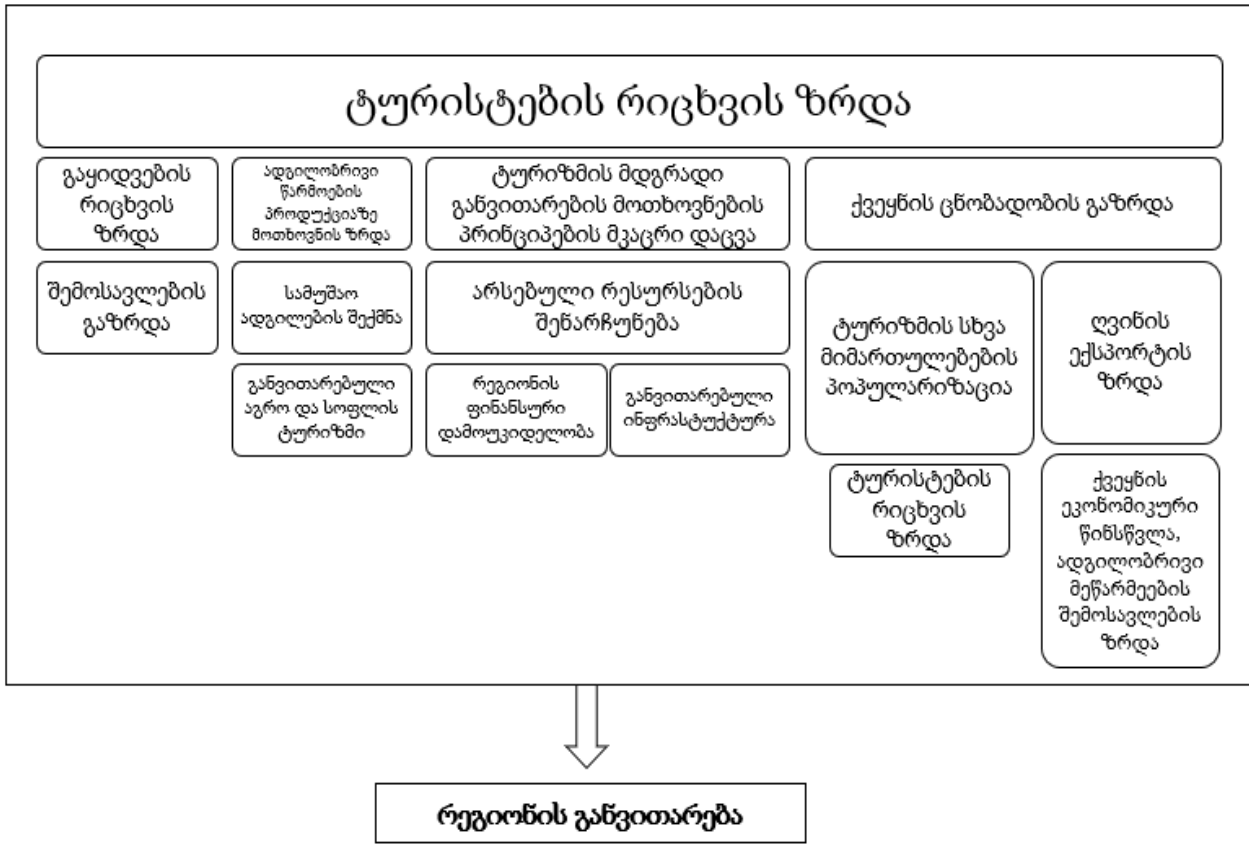 ტურისტების რიცხვის ზრდა
გაყიდვების
რიცხვის
ზრდა
ადგილობრივი
წარმოების
პროდუქციაზე
მოთხოვნის ზრდა
ტურიზმის მდგრადი
განვითარების მოთხოვნების
პრინციპების მკაცრი დაცვა
ქვეყნის ცნობადობის გაზრდა
შემოსავლების
გაზრდა
სამუშაო
ადგილების შექმნა
არსებული რესურსების
შენარჩუნება
ტურიზმის სხვა
მიმართულებების
პოპულარიზაცია
ღვინის
ექსპორტის
ზრდა
განვითარებული
აგრო და სოფლის
ტურიზმი
რეგიონის
ფინანსური
დამოუკიდელობა
განვითარებული
ინფრასტუქტურა
ტურისტების
რიცხვის
ზრდა
ქვეყნის
ეკონომიკური
წინსწვლა,
ადგილობრივი
მეწარმეების
შემოსავლების
ზრდა
რეგიონის განვითარება